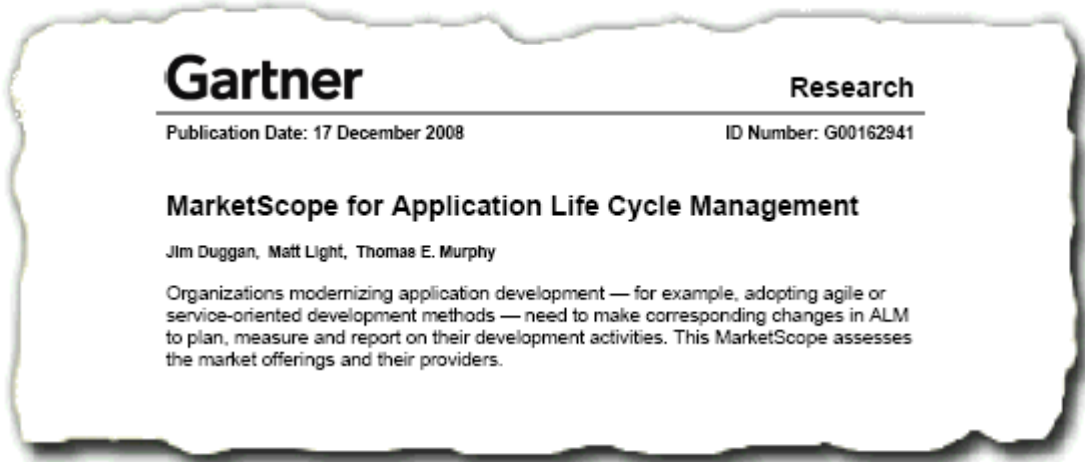 Gartner
Research
Publication Date: 17 December 2008
ID Number: G00162941
MarketScope for Application Life Cycle Management
Jim Duggan, Matt Light, Thomas E. Murphy
Organizations modernizing application development — for example, adopting agile or
service-oriented development methods — need to make corresponding changes in ALM
to plan, measure and report on their development activities. This MarketScope assesses
the market offerings and their providers.